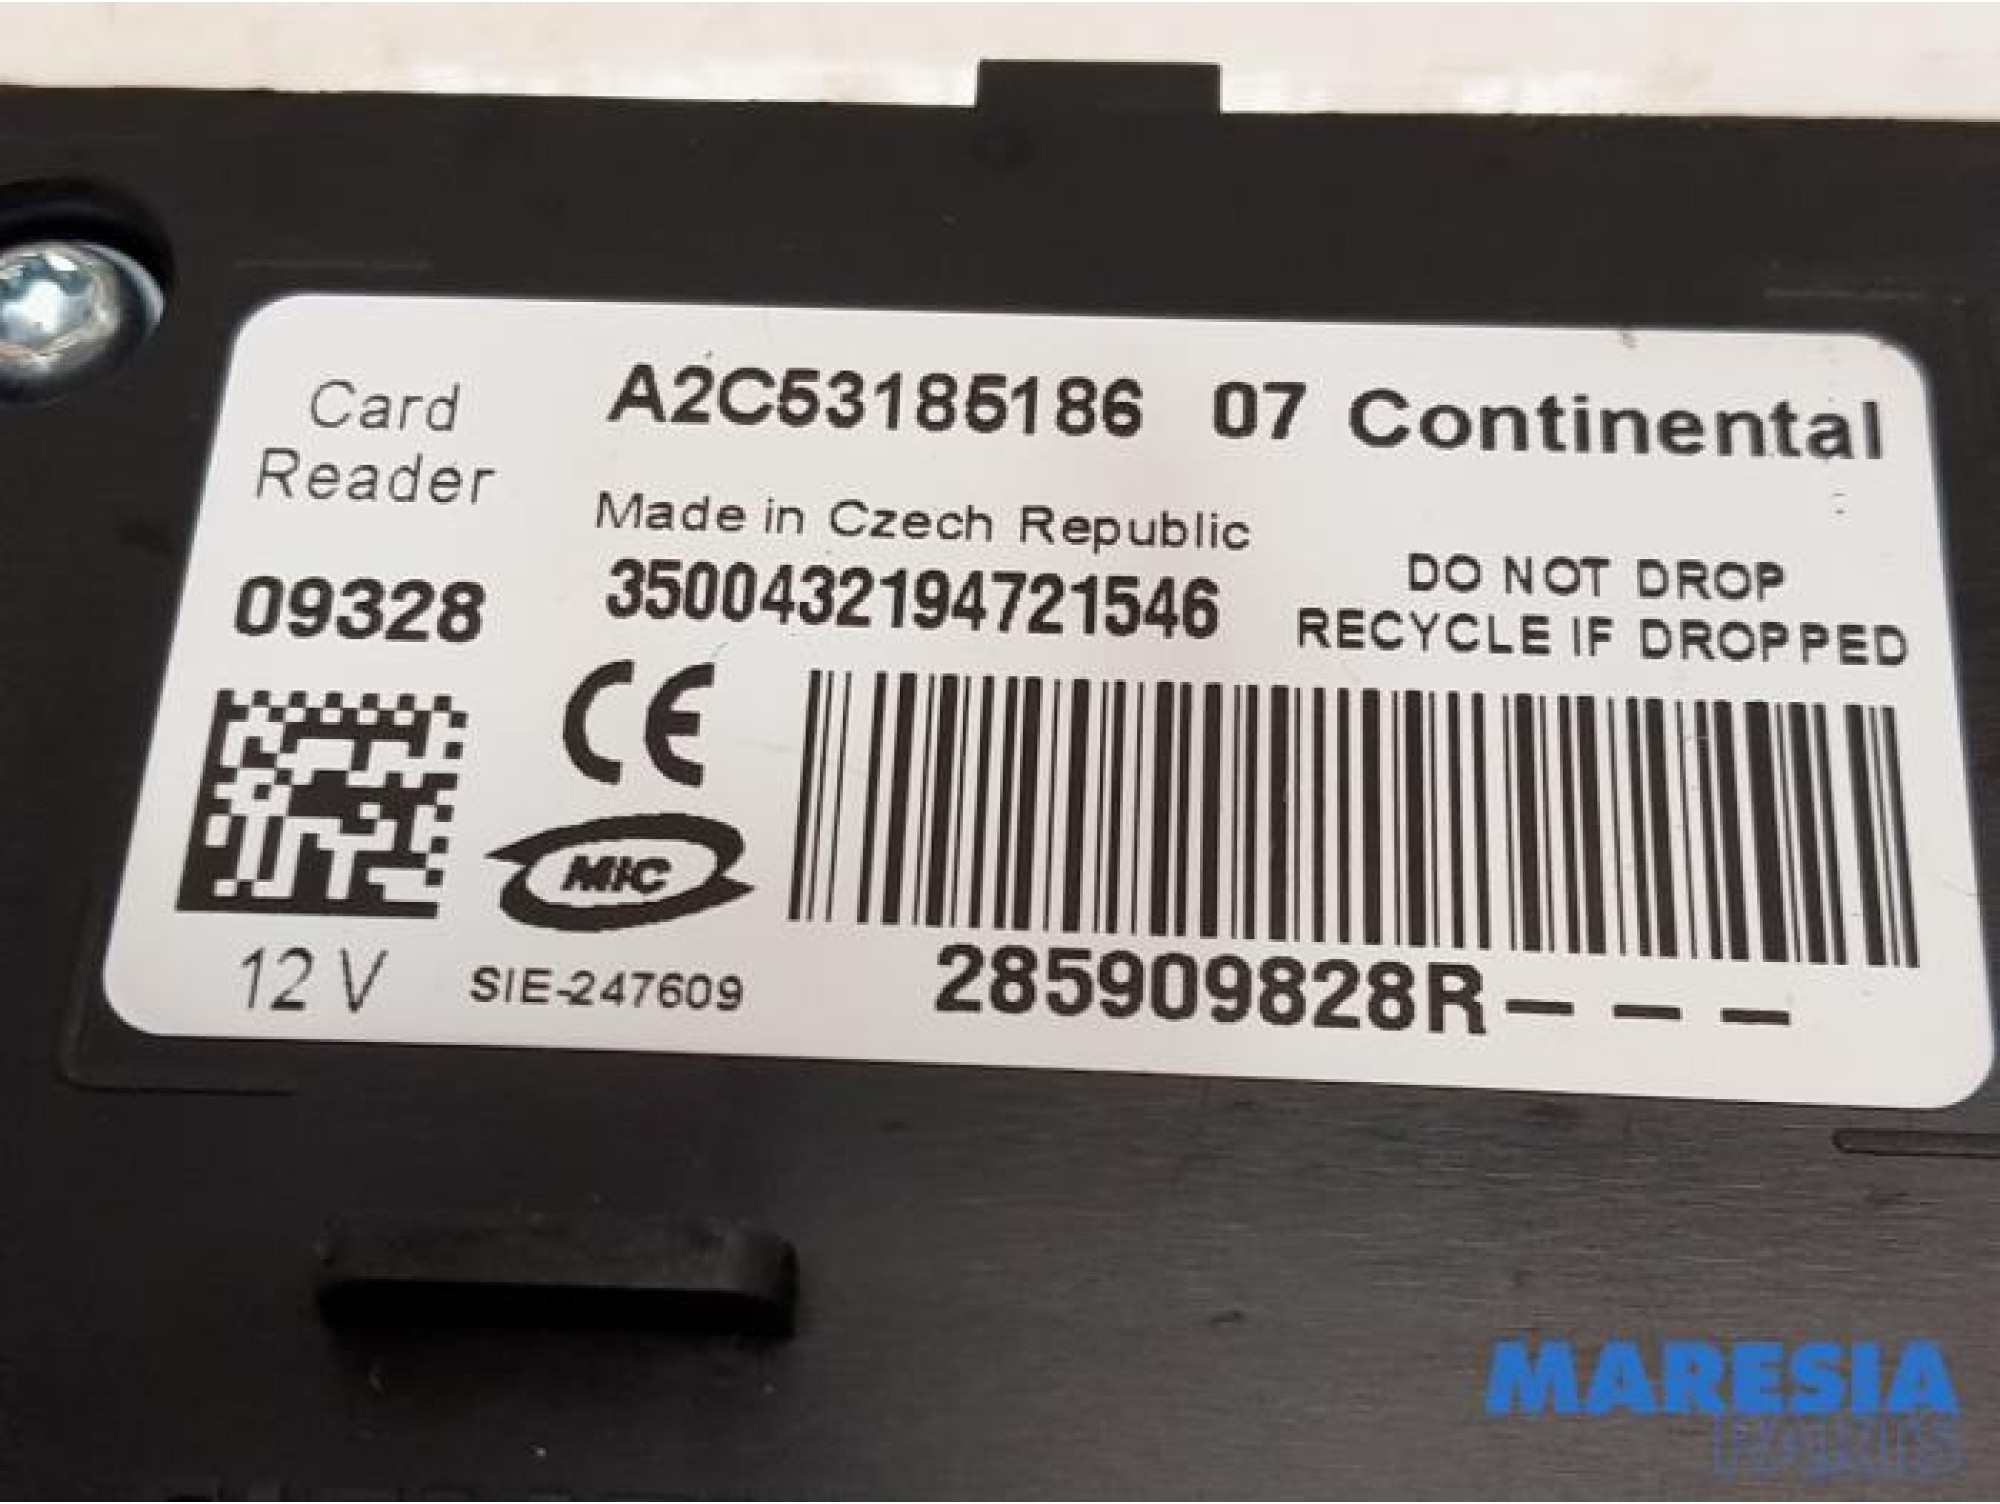 Card
Reader
A2C53185186 07 Continental
Made in Czech Republic
09328
3500432194721546
DO NOT DROP
RECYCLE IF DROPPED
CE
MIC
12 V
SIE-247609
285909828R---
MARESIA
PARTS